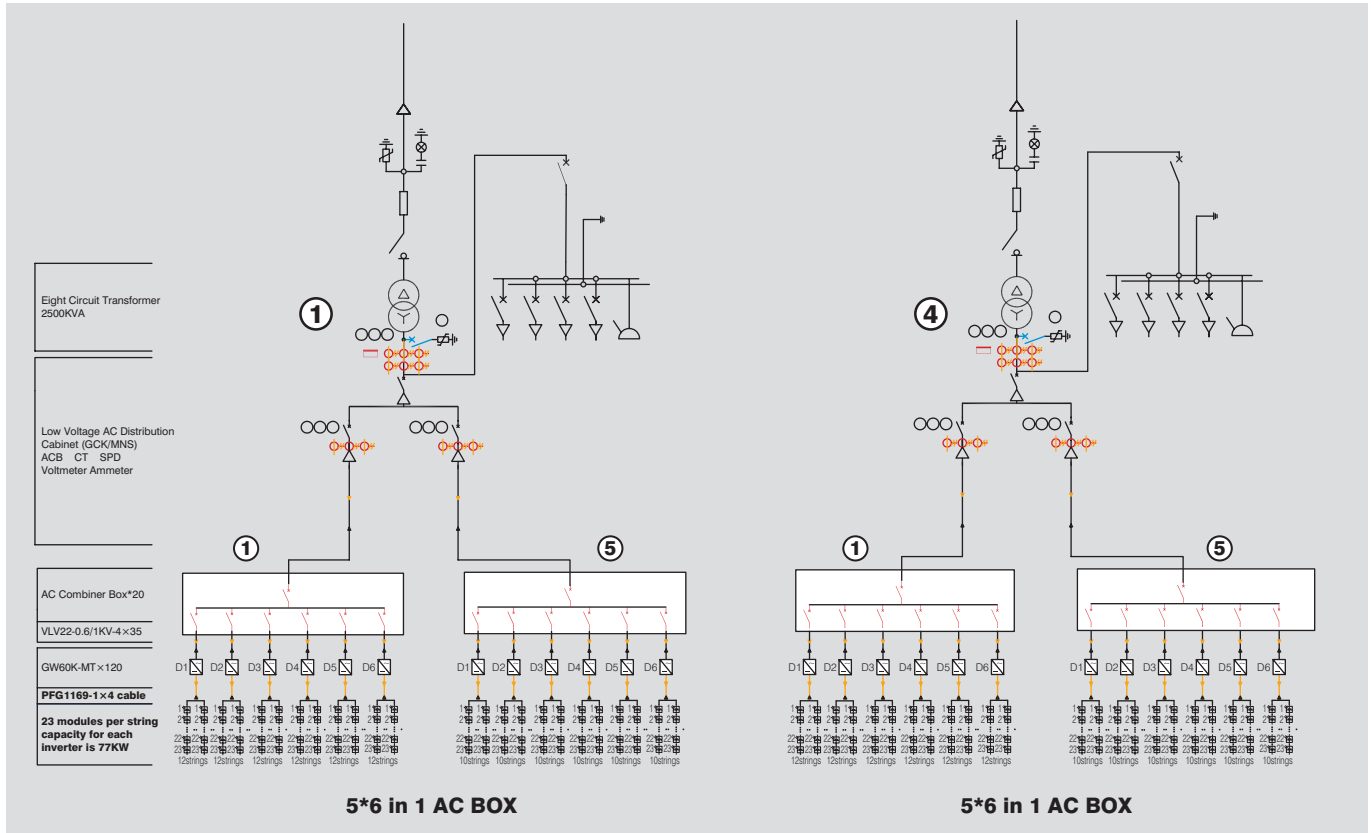 1
4
Eight Circuit Transformer
2500KVA
Low Voltage AC Distribution
Cabinet (GCK/MNS)
ACB CT SPD
Voltmeter Ammeter
1
5
1
5
AC Combiner Box*20
VLV22-0.6/1KV-4×35
GW60K-MT×120
D1 D2 D3 D4 D5 D6
D1 D2 D3 D4 D5 D6
D1 D2 D3 D4 D5 D6
D1 D2 D3 D4 D5 D6
PFG1169-1×4 cable
23 modules per string
capacity for each
inverter is 77KW
12strings 12strings 12strings 12strings 12strings 12strings
10strings 10strings 10strings 10strings 10strings 10strings
12strings 12strings 12strings 12strings 12strings 12strings
10strings 10strings 10strings 10strings 10strings 10strings
5*6 in 1 AC BOX
5*6 in 1 AC BOX